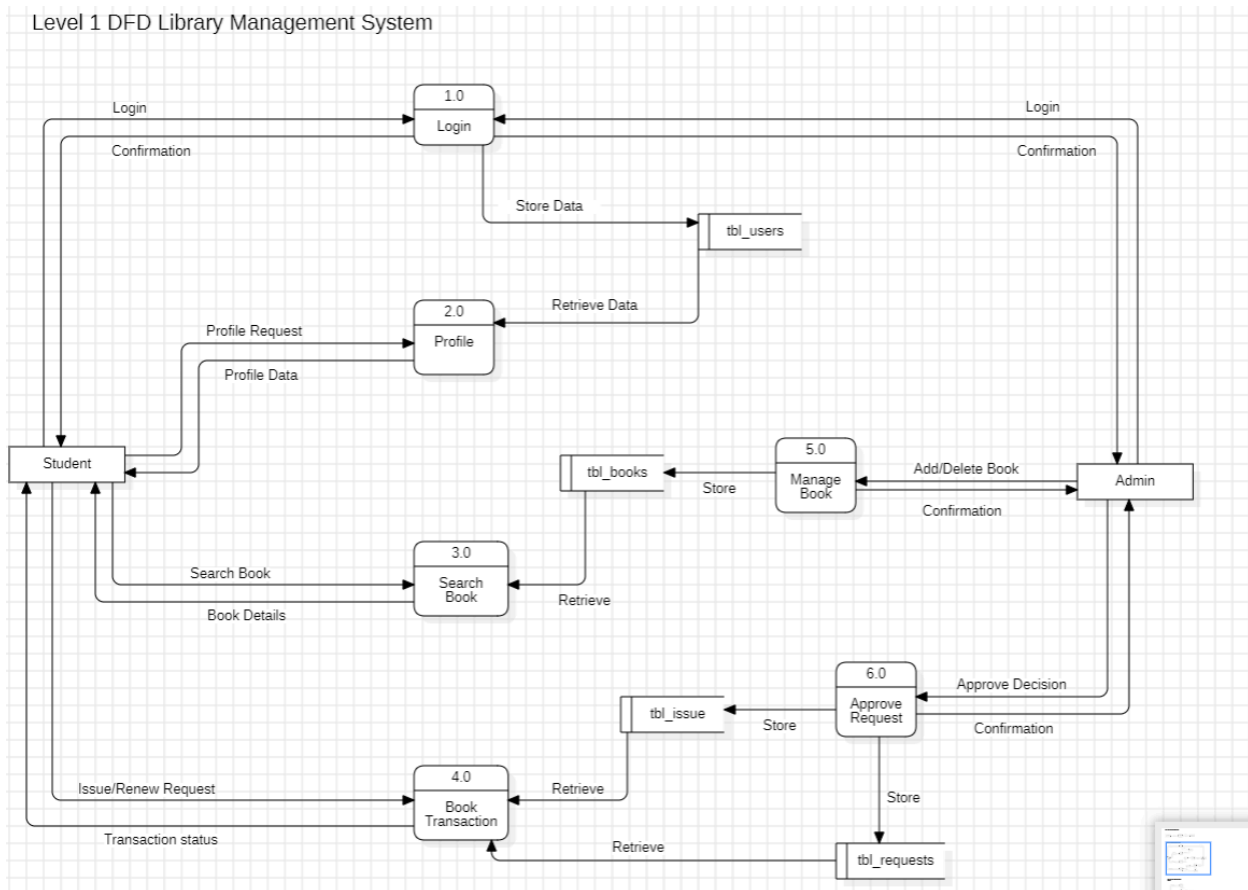 Level 1 DFD Library Management System
1.0
Login
Login
Login
Confirmation
Confirmation
Store Data
tbl_users
Retrieve Data
2.0
Profile
Profile Request
Profile Data
Student
tbl_books
Store
5.0
Manage
Book
Add/Delete Book
Confirmation
Admin
3.0
Search
Book
Search Book
Book Details
Retrieve
6.0
Approve
Request
Approve Decision
Confirmation
tbl_issue
Store
Store
4.0
Book
Transaction
Issue/Renew Request
Transaction status
Retrieve
Retrieve
tbl_requests